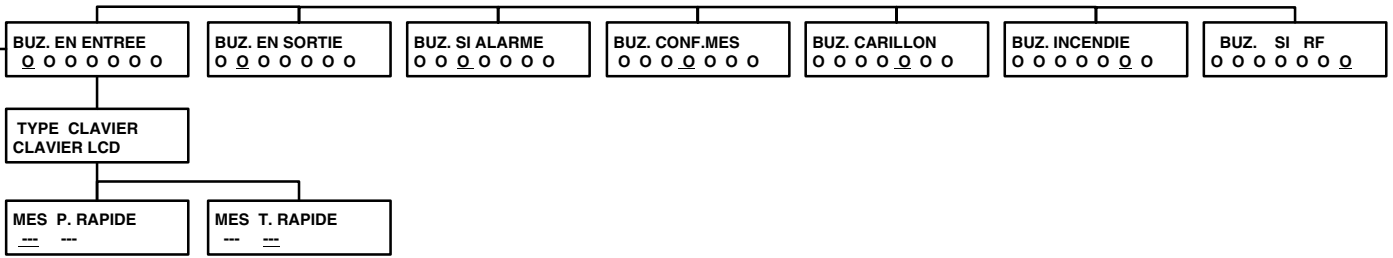 BUZ. EN ENTREE
O O O O O O O
BUZ. EN SORTIE
O O O O O O O
BUZ. SI ALARME
O O O O O O O
BUZ. CONF.MES
O O O O O O O
BUZ. CARILLON
O O O O O O O
BUZ. INCENDIE
O O O O O O O
BUZ. SI RF
O O O O O O O
TYPE CLAVIER
CLAVIER LCD
MES P. RAPIDE
--- ---
MES T. RAPIDE
--- ---